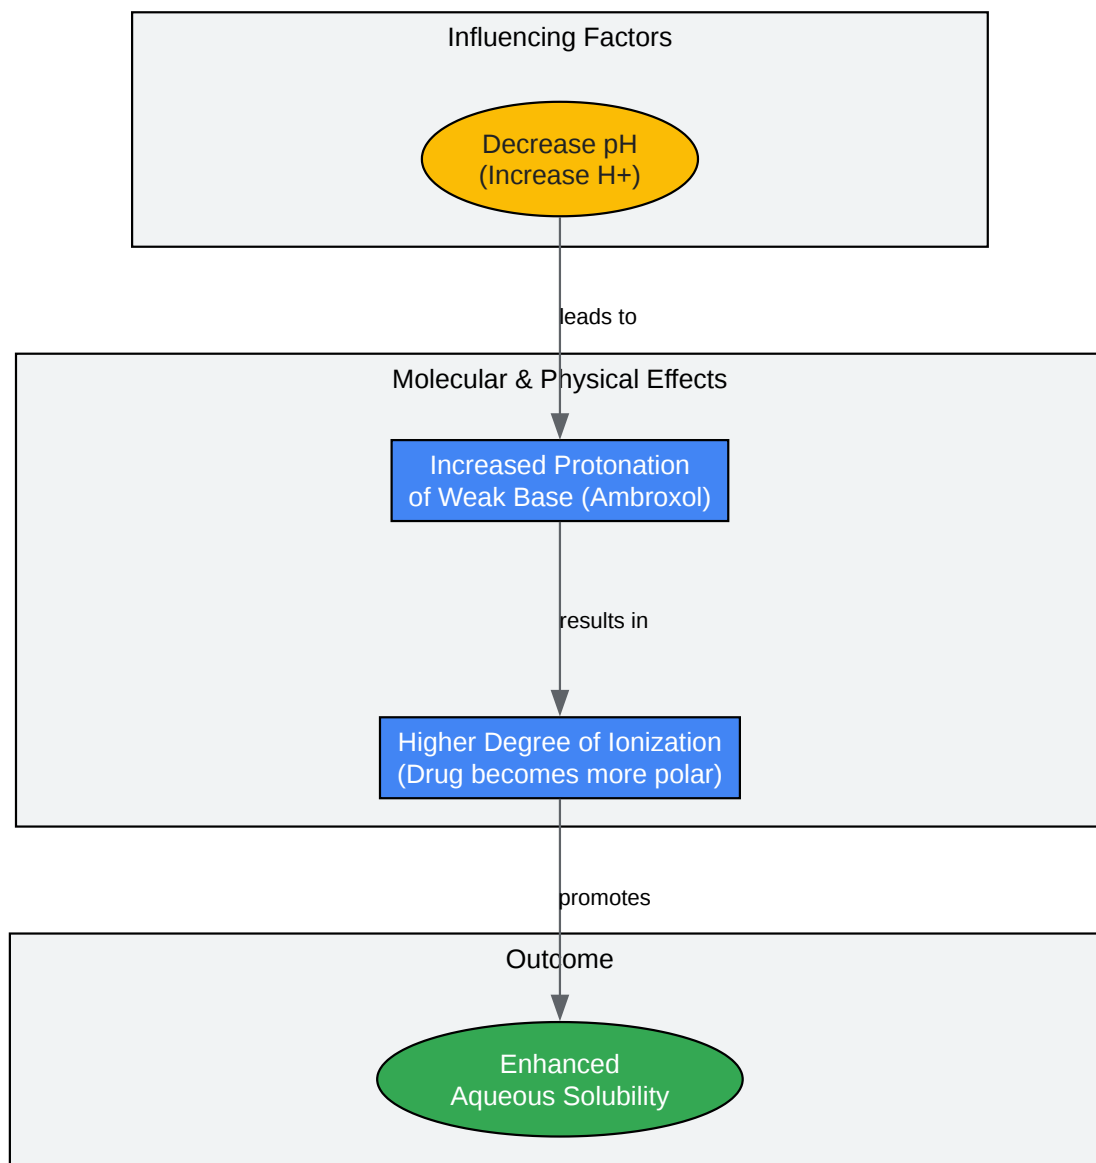 Influencing Factors
Decrease pH
(Increase H+)
leads to
Molecular & Physical Effects
Increased Protonation
of Weak Base (Ambroxol)
results in
Higher Degree of Ionization
(Drug becomes more polar)
promotes
Outcome
Enhanced
Aqueous Solubility